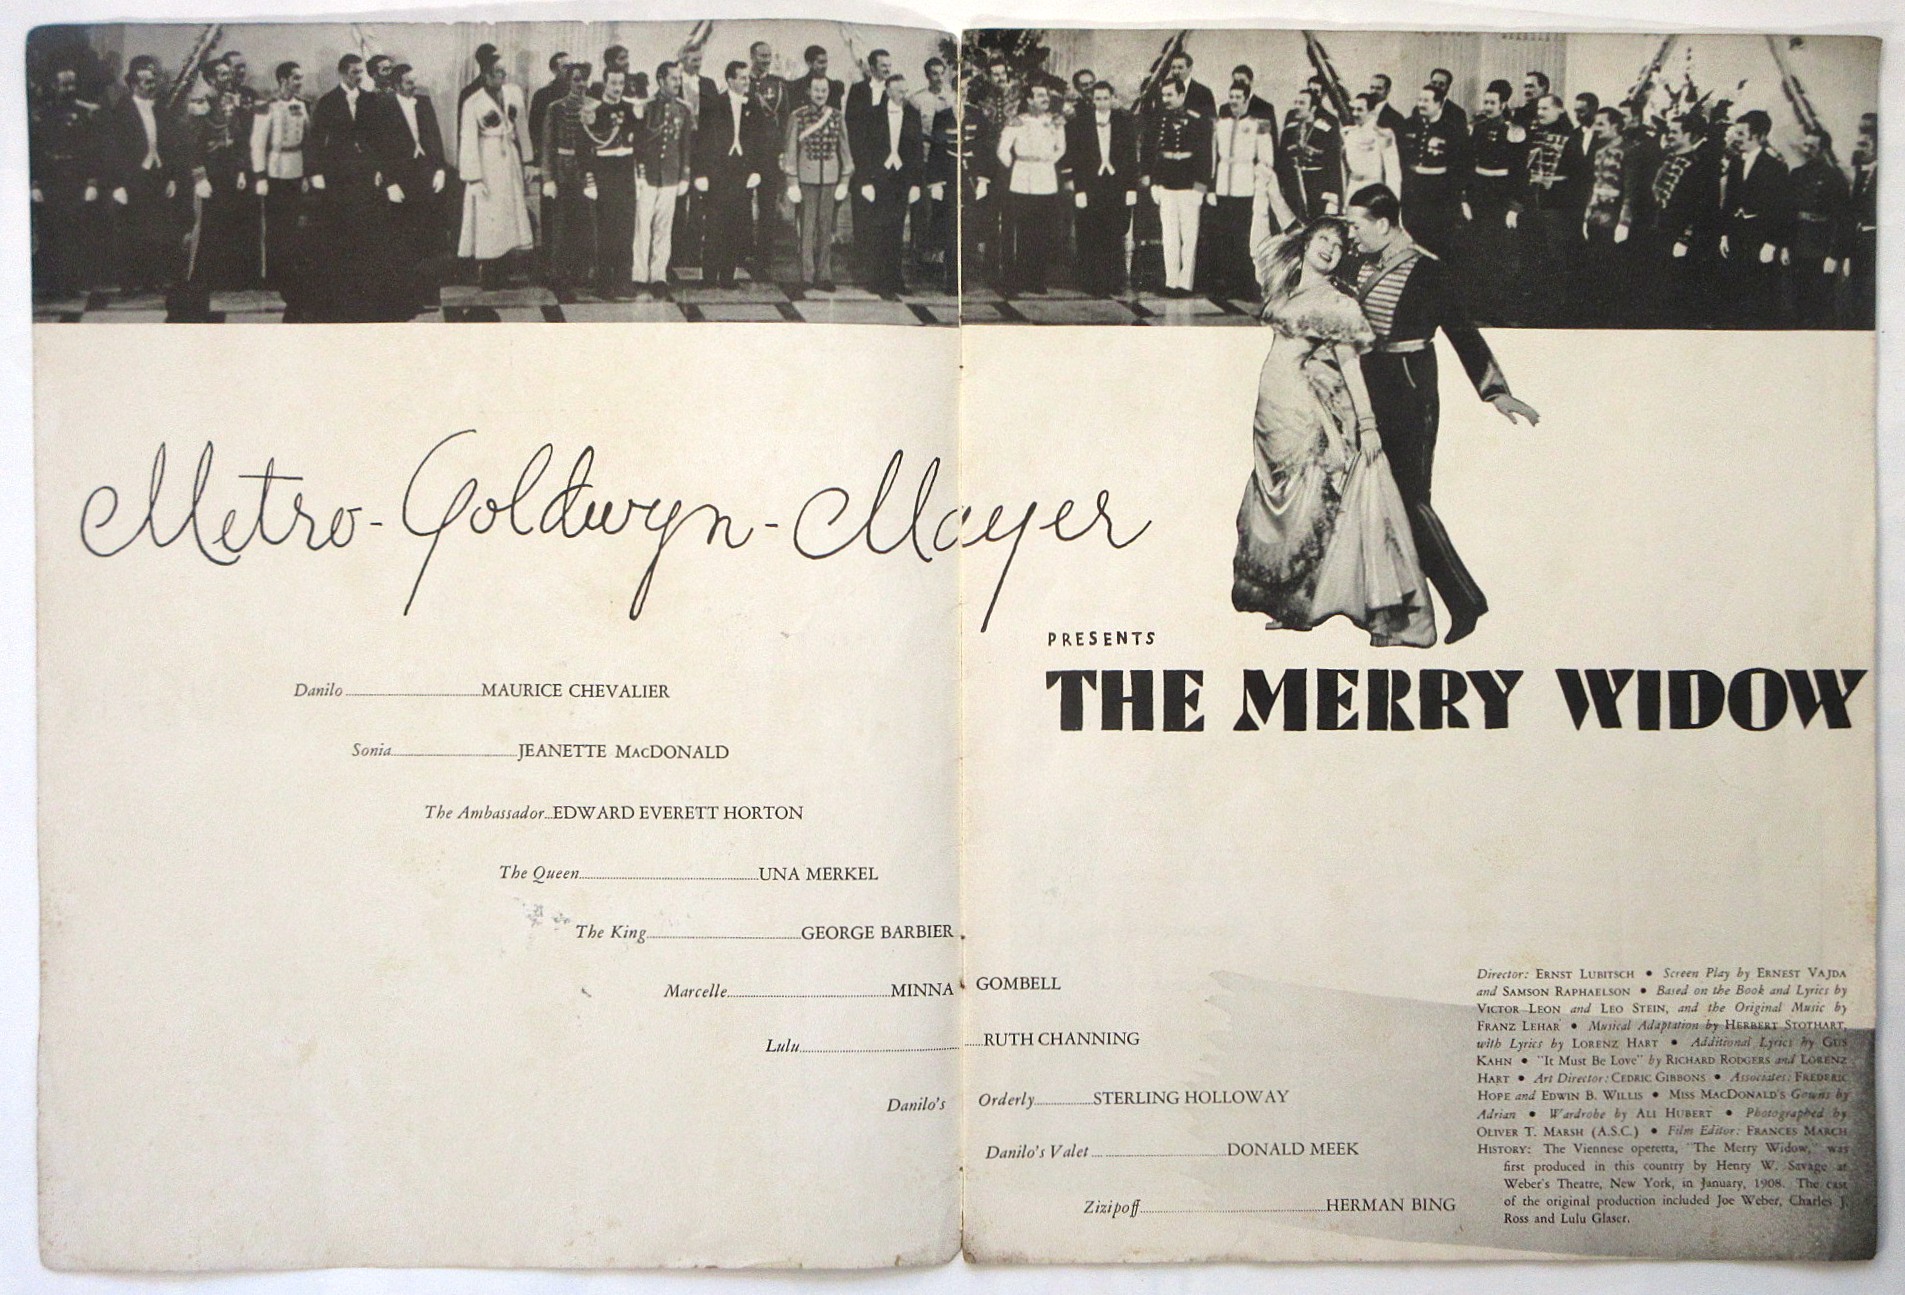 Metro-Goldwyn-Mayer
PRESENTS
THE MERRY WIDOW
Danilo MAURICE CHEVALIER
Sonia JEANETTE MACDONALD
The Ambassador EDWARD EVERETT HORTON
The Queen UNA MERKEL
The King GEORGE BARBIER
Marcelle MINNA GOMBELL
Lulu RUTH CHANNING
Danilo's Orderly STERLING HOLLOWAY
Danilo's Valet DONALD MEEK
Zizipoff HERMAN BING
Director: ERNST LUBITSCH • Screen Play by ERNEST VAJDA
and SAMSON RAPHAELSON • Based on the Book and Lyrics by
VICTOR LEON and LEO STEIN, and the Original Music by
FRANZ LEHAR • Musical Adaptation by HERBERT STOTHART,
with Lyrics by LORENZ HART • Additional Lyrics by GUS
KAHN • "It Must Be Love" by RICHARD RODGERS and LORENZ
HART • Art Director: CEDRIC GIBBONS • Associates: FREDERIC
HOPE and EDWIN B. WILLIS • MISS MACDONALD'S Gowns by
Adrian • Wardrobe by ALI HUBERT • Photographed by
OLIVER T. MARSH (A.S.C.) • Film Editor: FRANCES MARCH
HISTORY: The Viennese operetta, "The Merry Widow," was
first produced in this country by Henry W. Savage at
Weber's Theatre, New York, in January, 1908. The cast
of the original production included Joe Weber, Charles J.
Ross and Lulu Glaser.